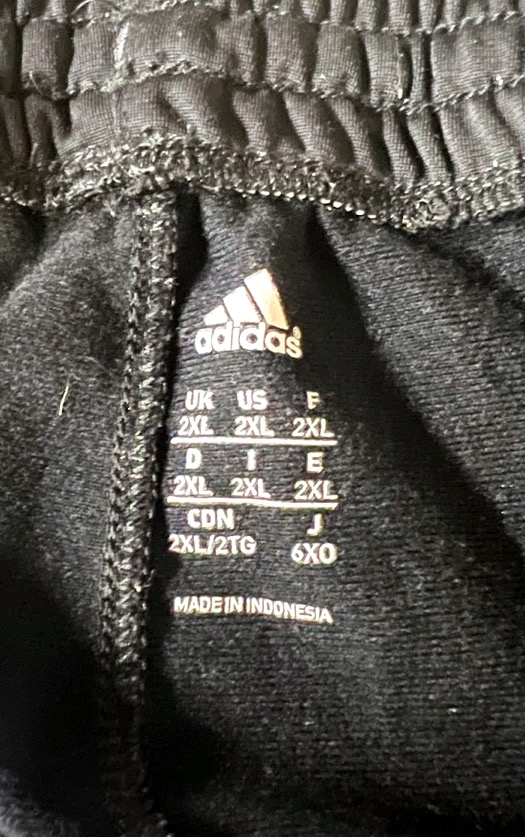 adidas®
UK US F
2XL 2XL 2XL
D I E
2XL 2XL 2XL
CDN J
2XL/2TG 6XO
MADE IN INDONESIA